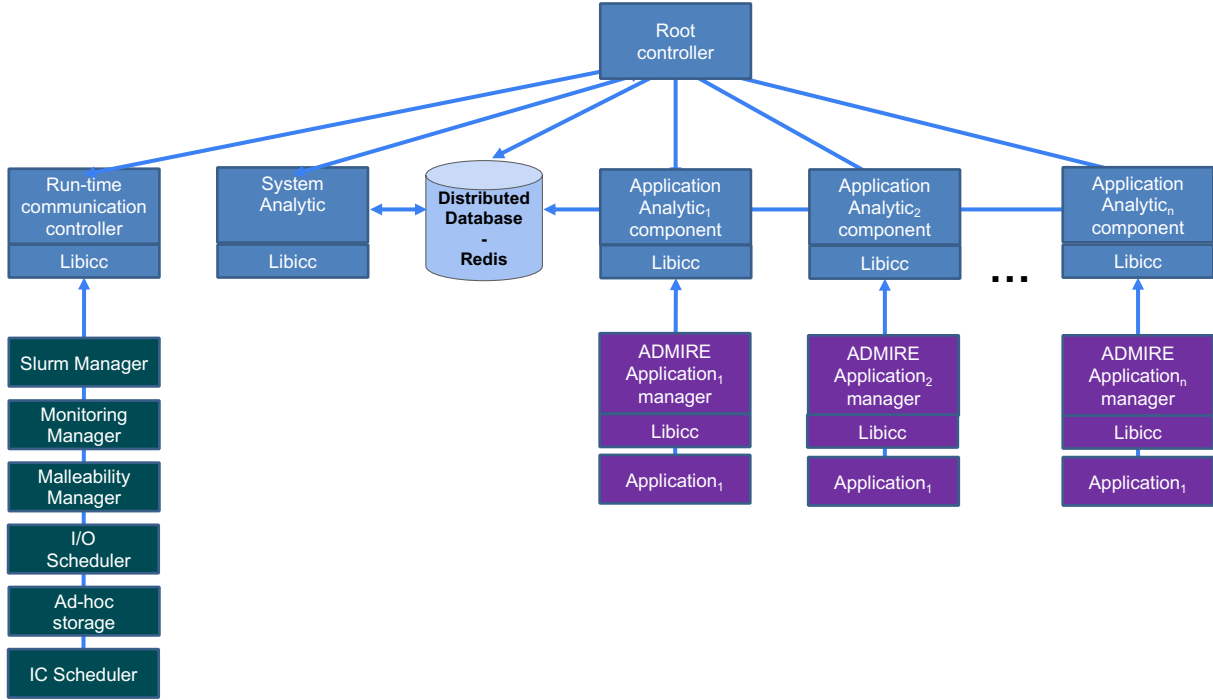 Root
controller
Run-time
communication
controller
Libicc
System
Analytic
Libicc
Distributed
Database
-
Redis
Application
Analytic₁
component
Libicc
Application
Analytic₂
component
Libicc
...
Application
Analyticₙ
component
Libicc
Slurm Manager
Monitoring
Manager
Malleability
Manager
I/O
Scheduler
Ad-hoc
storage
IC Scheduler
ADMIRE
Application₁
manager
Libicc
Application₁
ADMIRE
Application₂
manager
Libicc
Application₁
ADMIRE
Applicationₙ
manager
Libicc
Application₁